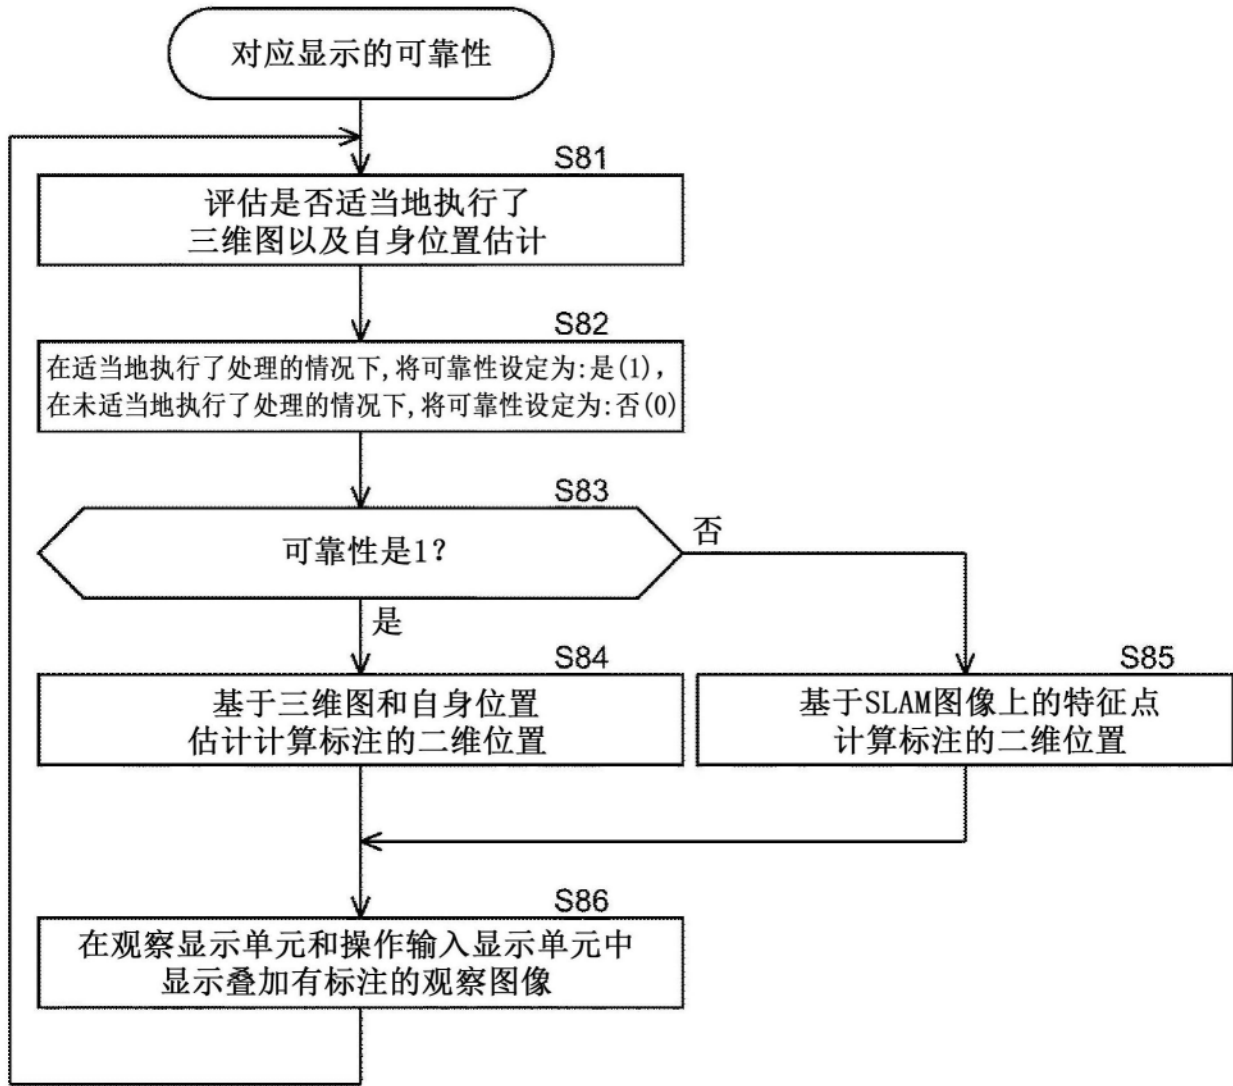 对应显示的可靠性
S81
评估是否适当地执行了
三维图以及自身位置估计
S82
在适当地执行了处理的情况下,将可靠性设定为:是(1),
在未适当地执行了处理的情况下,将可靠性设定为:否(0)
S83
可靠性是1?
否
是
S84
基于三维图和自身位置
估计计算标注的二维位置
S85
基于SLAM图像上的特征点
计算标注的二维位置
S86
在观察显示单元和操作输入显示单元中
显示叠加有标注的观察图像